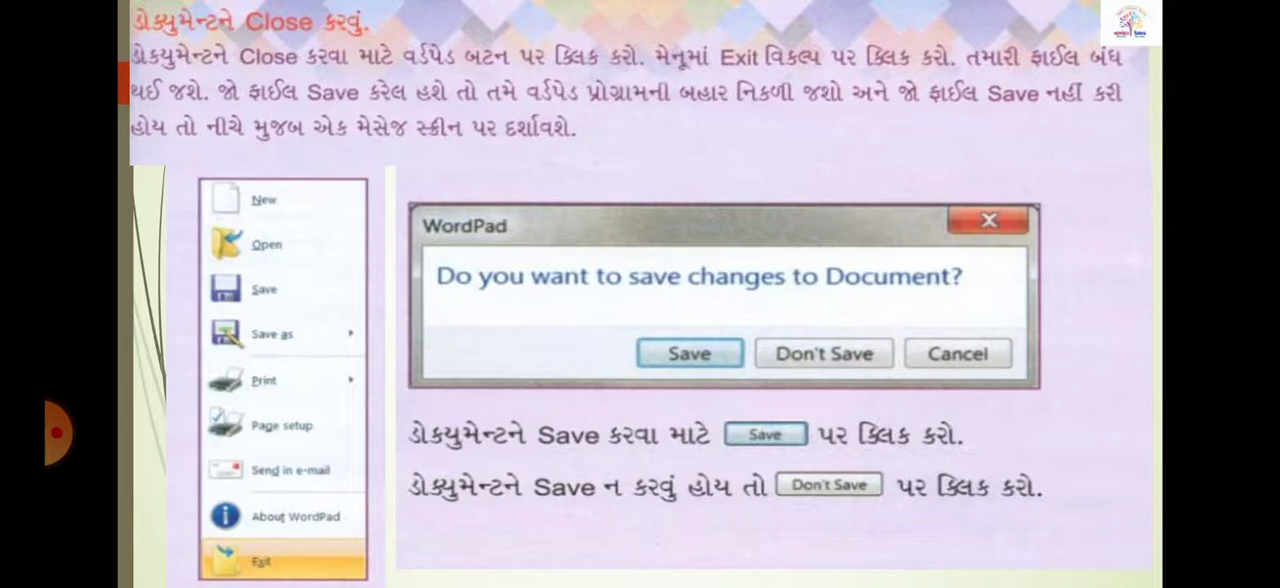 ડોક્યુમેન્ટને Close કરવું.
ડોકયુમેન્ટને Close કરવા માટે વર્ડપેડ બટન પર ક્લિક કરો. મેનૂમાં Exit વિકલ્પ પર ક્લિક કરો. તમારી ફાઈલ બંધ
થઈ જશે. જો ફાઈલ Save કરેલ હશે તો તમે વર્ડપેડ પ્રોગ્રામની બહાર નિકળી જશો અને જો ફાઈલ Save નહીં કરી
હોય તો નીચે મુજબ એક મેસેજ સ્ક્રીન પર દર્શાવશે.
New
Open
Save
Save as
Print
Page setup
Send in e-mail
About WordPad
Exit
WordPad
Do you want to save changes to Document?
Save Don't Save Cancel
ડોકયુમેન્ટને Save કરવા માટે Save પર ક્લિક કરો.
ડોક્યુમેન્ટને Save ન કરવું હોય તો Don't Save પર ક્લિક કરો.